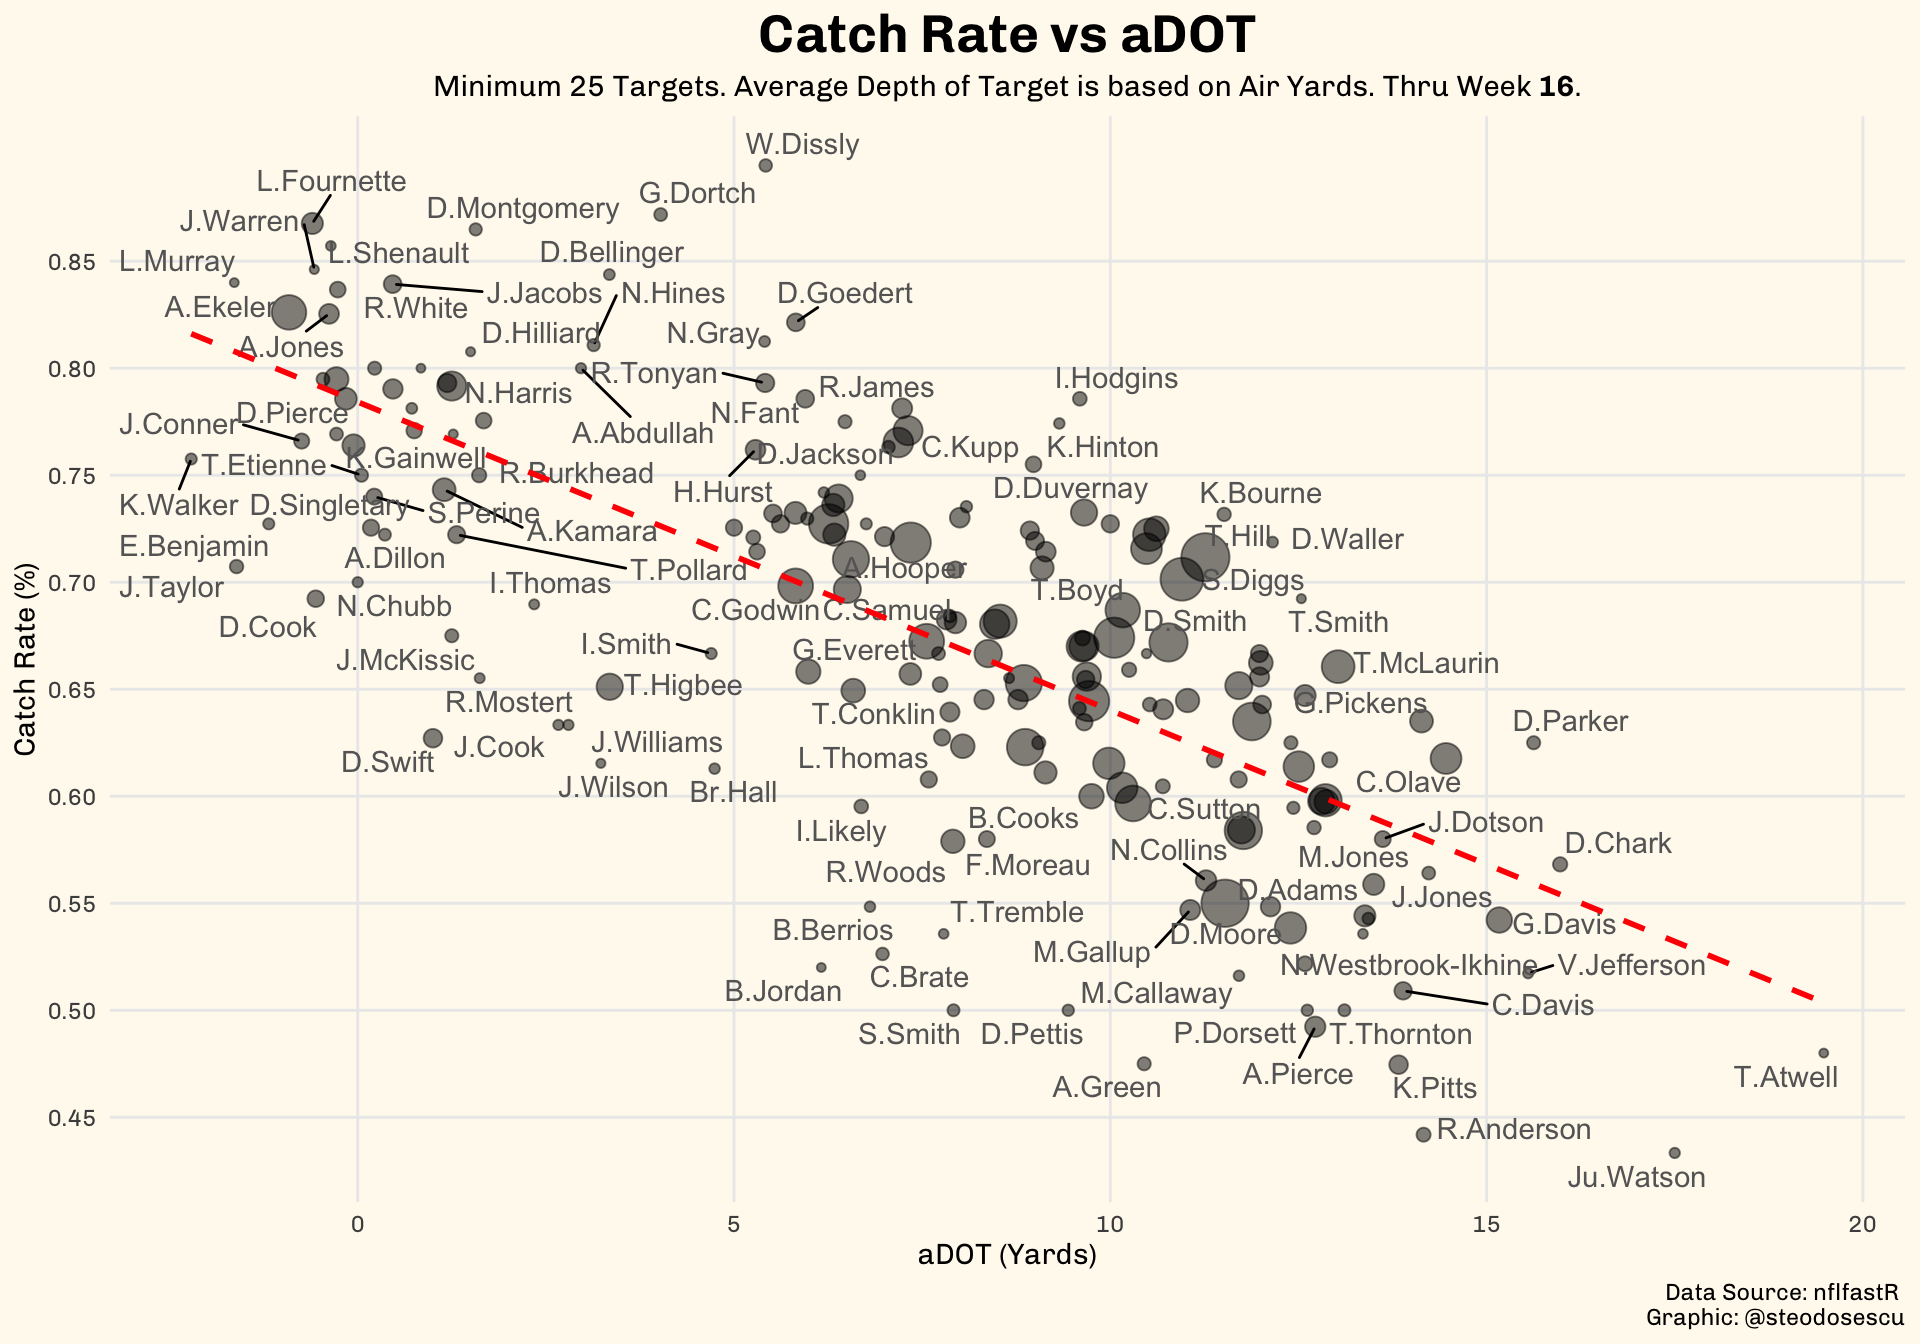 Catch Rate vs aDOT
Minimum 25 Targets. Average Depth of Target is based on Air Yards. Thru Week 16.
W.Dissly
L.Fournette
G.Dortch
D.Montgomery
J.Warren
L.Shenault
D.Bellinger
L.Murray
0.85
J.Jacobs
N.Hines
D.Goedert
A.Ekeler
R.White
D.Hilliard
N.Gray
A.Jones
0.80
R.Tonyan
I.Hodgins
R.James
N.Harris
D.Pierce
N.Fant
J.Conner
A.Abdullah
C.Kupp
K.Hinton
D.Jackson
K.Gainwell
T.Etienne
R.Burkhead
0.75
D.Duvernay
H.Hurst
K.Bourne
K.Walker
D.Singletary
S.Perine
A.Kamara
T.Hill
D.Waller
E.Benjamin
A.Dillon
T.Pollard
A.Hooper
0.70
J.Taylor
I.Thomas
S.Diggs
T.Boyd
N.Chubb
C.Godwin
C.Samuel
D.Cook
D.Smith
T.Smith
I.Smith
G.Everett
J.McKissic
T.McLaurin
0.65
T.Higbee
R.Mostert
G.Pickens
T.Conklin
D.Parker
J.Cook
J.Williams
D.Swift
L.Thomas
C.Olave
0.60
J.Wilson
Br.Hall
C.Sutton
B.Cooks
I.Likely
J.Dotson
D.Chark
N.Collins
M.Jones
F.Moreau
R.Woods
D.Adams
J.Jones
0.55
T.Tremble
G.Davis
B.Berrios
D.Moore
M.Gallup
N.Westbrook-Ikhine
V.Jefferson
C.Brate
B.Jordan
M.Callaway
C.Davis
0.50
S.Smith
D.Pettis
P.Dorsett
T.Thornton
A.Pierce
T.Atwell
A.Green
K.Pitts
0.45
R.Anderson
Ju.Watson
Catch Rate (%)
0 5 10 15 20
aDOT (Yards)
Data Source: nflfastR
Graphic: @steodosescu